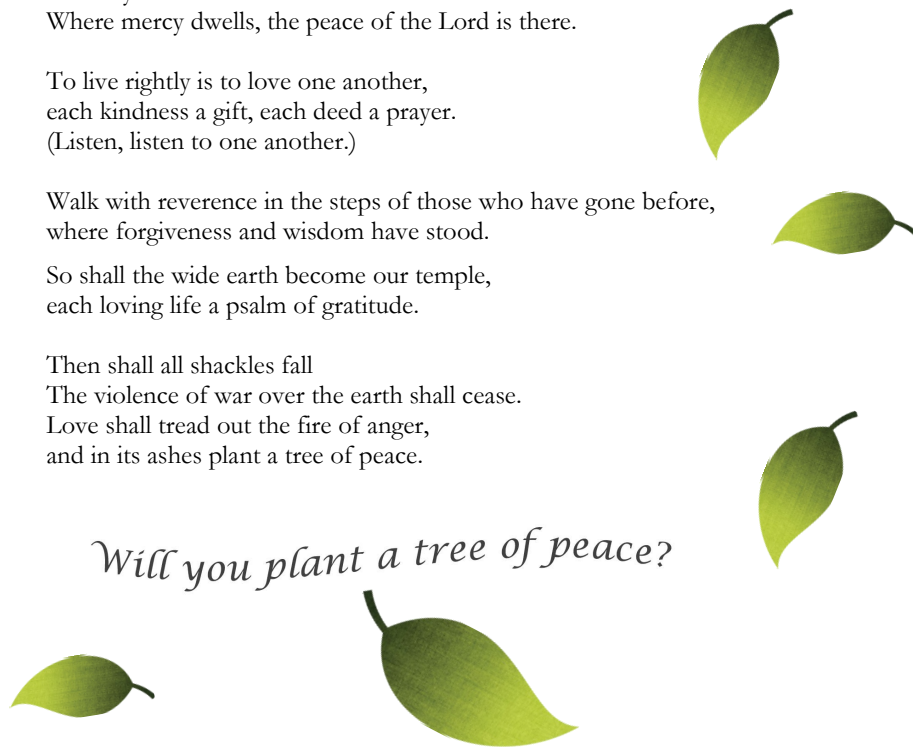 Where mercy dwells, the peace of the Lord is there.
To live rightly is to love one another,
each kindness a gift, each deed a prayer.
(Listen, listen to one another.)
Walk with reverence in the steps of those who have gone before,
where forgiveness and wisdom have stood.
So shall the wide earth become our temple,
each loving life a psalm of gratitude.
Then shall all shackles fall
The violence of war over the earth shall cease.
Love shall tread out the fire of anger,
and in its ashes plant a tree of peace.
Will you plant a tree of peace?